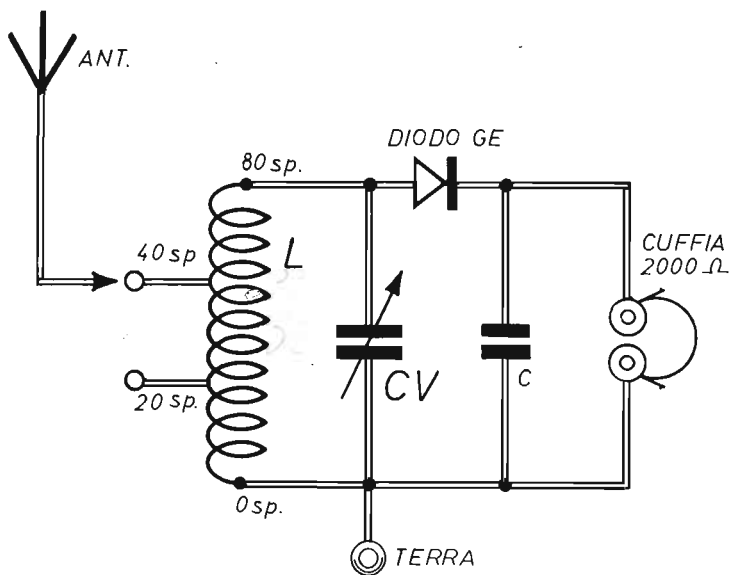 ANT.
DIODO GE
80 sp.
CUFFIA
2000 Ω
40 sp
L
CV
C
20 sp.
0 sp.
TERRA